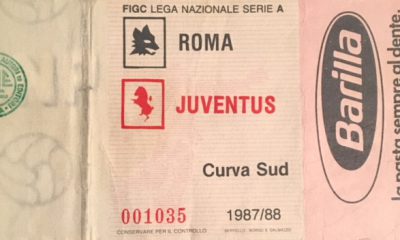 FIGC LEGA NAZIONALE SERIE A
ROMA
JUVENTUS
Curva Sud
001035
1987/88
CONSERVARE PER IL CONTROLLO
Barilla
la pasta sempre al dente.